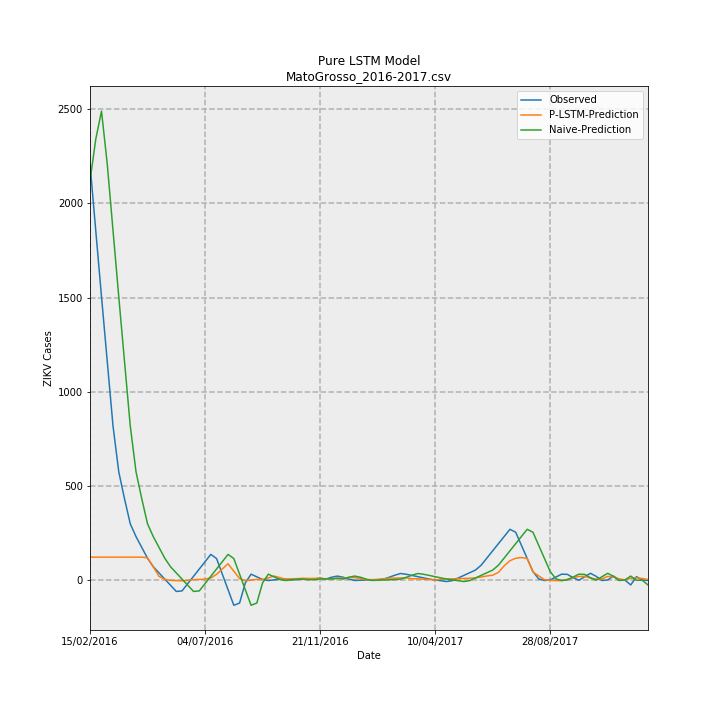 Pure LSTM Model
MatoGrosso_2016-2017.csv
Observed
P-LSTM-Prediction
Naive-Prediction
2500
2000
1500
1000
500
0
ZIKV Cases
15/02/2016
04/07/2016
21/11/2016
10/04/2017
28/08/2017
Date